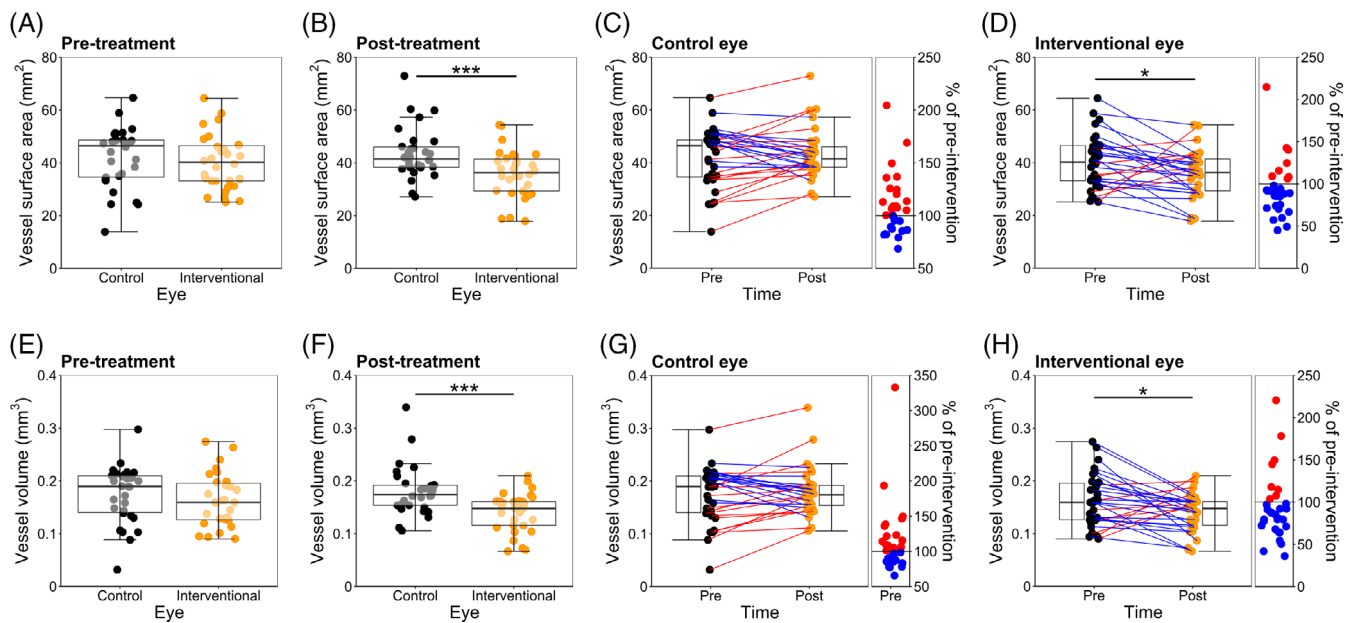 (A)
Pre-treatment
Vessel surface area (mm²)
80
60
40
20
0
Control
Interventional
Eye
(B)
Post-treatment
Vessel surface area (mm²)
80
60
40
20
0
***
Control
Interventional
Eye
(C)
Control eye
Vessel surface area (mm²)
80
60
40
20
0
Pre
Post
Time
250
200
150
100
50
% of pre-intervention
(D)
Interventional eye
Vessel surface area (mm²)
80
60
40
20
0
*
Pre
Post
Time
250
200
150
100
50
0
% of pre-intervention
(E)
Pre-treatment
Vessel volume (mm³)
0.4
0.3
0.2
0.1
0
Control
Interventional
Eye
(F)
Post-treatment
Vessel volume (mm³)
0.4
0.3
0.2
0.1
0
***
Control
Interventional
Eye
(G)
Control eye
Vessel volume (mm³)
0.4
0.3
0.2
0.1
0
Pre
Post
Time
350
300
250
200
150
100
50
Pre
% of pre-intervention
(H)
Interventional eye
Vessel volume (mm³)
0.4
0.3
0.2
0.1
0
*
Pre
Post
Time
250
200
150
100
50
0
% of pre-intervention